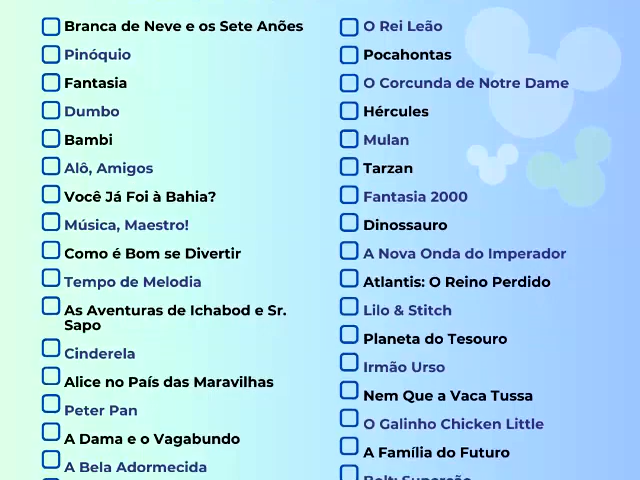 Branca de Neve e os Sete Anões
Pinóquio
Fantasia
Dumbo
Bambi
Alô, Amigos
Você Já Foi à Bahia?
Música, Maestro!
Como é Bom se Divertir
Tempo de Melodia
As Aventuras de Ichabod e Sr.
Sapo
Cinderela
Alice no País das Maravilhas
Peter Pan
A Dama e o Vagabundo
A Bela Adormecida
O Rei Leão
Pocahontas
O Corcunda de Notre Dame
Hércules
Mulan
Tarzan
Fantasia 2000
Dinossauro
A Nova Onda do Imperador
Atlantis: O Reino Perdido
Lilo & Stitch
Planeta do Tesouro
Irmão Urso
Nem Que a Vaca Tussa
O Galinho Chicken Little
A Família do Futuro
Bolt: Supercão